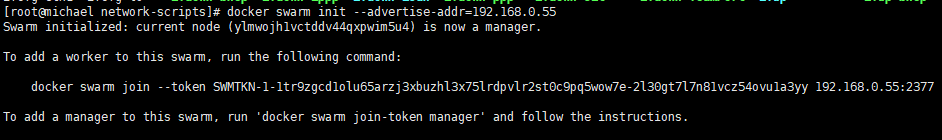 [root@michael network-scripts]# docker swarm init --advertise-addr=192.168.0.55
Swarm initialized: current node (ylmwojh1vctddv44qxpwim5u4) is now a manager.
To add a worker to this swarm, run the following command:
docker swarm join --token SWMTKN-1-1tr9zgcd1olu65arzj3xbuzhl3x75lrdpvlr2st0c9pq5wow7e-2l30gt7l7n81vcz54ovu1a3yy 192.168.0.55:2377
To add a manager to this swarm, run 'docker swarm join-token manager' and follow the instructions.